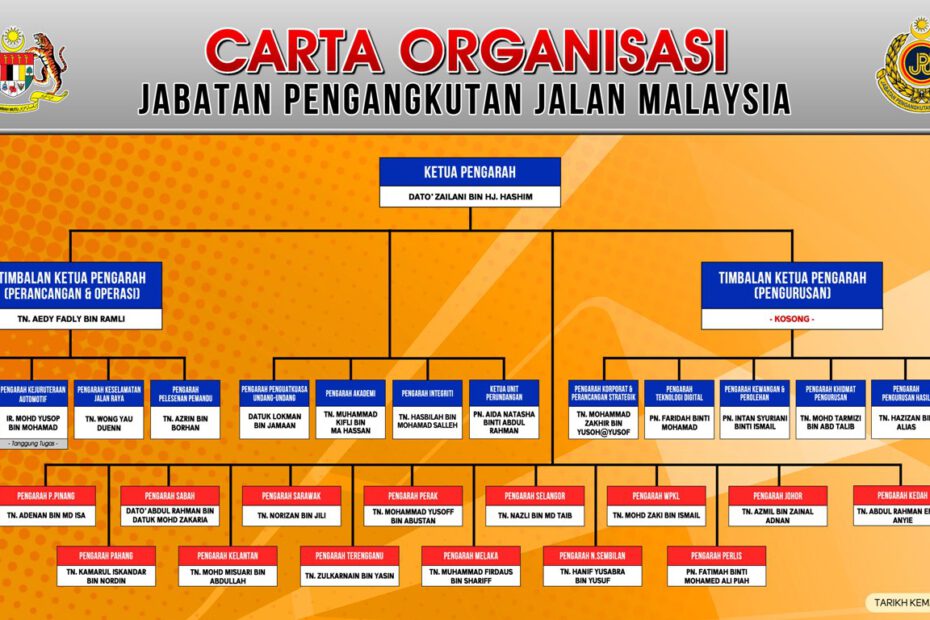 CARTA ORGANISASI
JABATAN PENGANGKUTAN JALAN MALAYSIA
KETUA PENGARAH
DATO' ZAILANI BIN HJ. HASHIM
TIMBALAN KETUA PENGARAH
(PERANCANGAN & OPERASI)
TN. AEDY FADLY BIN RAMLI
TIMBALAN KETUA PENGARAH
(PENGURUSAN)
- KOSONG -
PENGARAH KEJURUTERAAN
AUTOMOTIF
IR. MOHD YUSOP
BIN MOHAMAD
- Tanggung Tugas -
PENGARAH KESELAMATAN
JALAN RAYA
TN. WONG YAU
DUENN
PENGARAH
PELESENAN PEMANDU
TN. AZRIN BIN
BORHAN
PENGARAH PENGUATKUASA
UNDANG-UNDANG
DATUK LOKMAN
BIN JAMAAN
PENGARAH AKADEMI
TN. MUHAMMAD
KIFLI BIN
MA HASSAN
PENGARAH INTEGRITI
TN. HASBILAH BIN
MOHAMAD SALLEH
KETUA UNIT
PERUNDANGAN
PN. AIDA NATASHA
BINTI ABDUL
RAHMAN
PENGARAH KORPORAT &
PERANCANGAN STRATEGIK
TN. MOHAMMAD
ZAKHIR BIN
YUSOH@YUSOF
PENGARAH
TEKNOLOGI DIGITAL
PN. FARIDAH BINTI
MOHAMAD
PENGARAH KEWANGAN &
PEROLEHAN
PN. INTAN SYURIANI
BINTI ISMAIL
PENGARAH KHIDMAT
PENGURUSAN
TN. MOHD TARMIZI
BIN ABD TALIB
PENGARAH
PENGURUSAN HASIL
TN. HAZIZAN BIN
ALIAS
PENGARAH P.PINANG
TN. ADENAN BIN MD ISA
PENGARAH SABAH
DATO' ABDUL RAHMAN BIN
DATUK MOHD ZAKARIA
PENGARAH SARAWAK
TN. NORIZAN BIN JILI
PENGARAH PERAK
TN. MOHAMMAD YUSOFF
BIN ABUSTAN
PENGARAH SELANGOR
TN. NAZLI BIN MD TAIB
PENGARAH WPKL
TN. MOHD ZAKI BIN ISMAIL
PENGARAH JOHOR
TN. AZMIL BIN ZAINAL
ADNAN
PENGARAH KEDAH
TN. ABDUL RAHMAN
ANYIE
PENGARAH PAHANG
TN. KAMARUL ISKANDAR
BIN NORDIN
PENGARAH KELANTAN
TN. MOHD MISUARI BIN
ABDULLAH
PENGARAH TERENGGANU
TN. ZULKARNAIN BIN YASIN
PENGARAH MELAKA
TN. MUHAMMAD FIRDAUS
BIN SHARIFF
PENGARAH N.SEMBILAN
TN. HANIF YUSABRA
BIN YUSUF
PENGARAH PERLIS
PN. FATIMAH BINTI
MOHAMED ALI PIAH
TARIKH